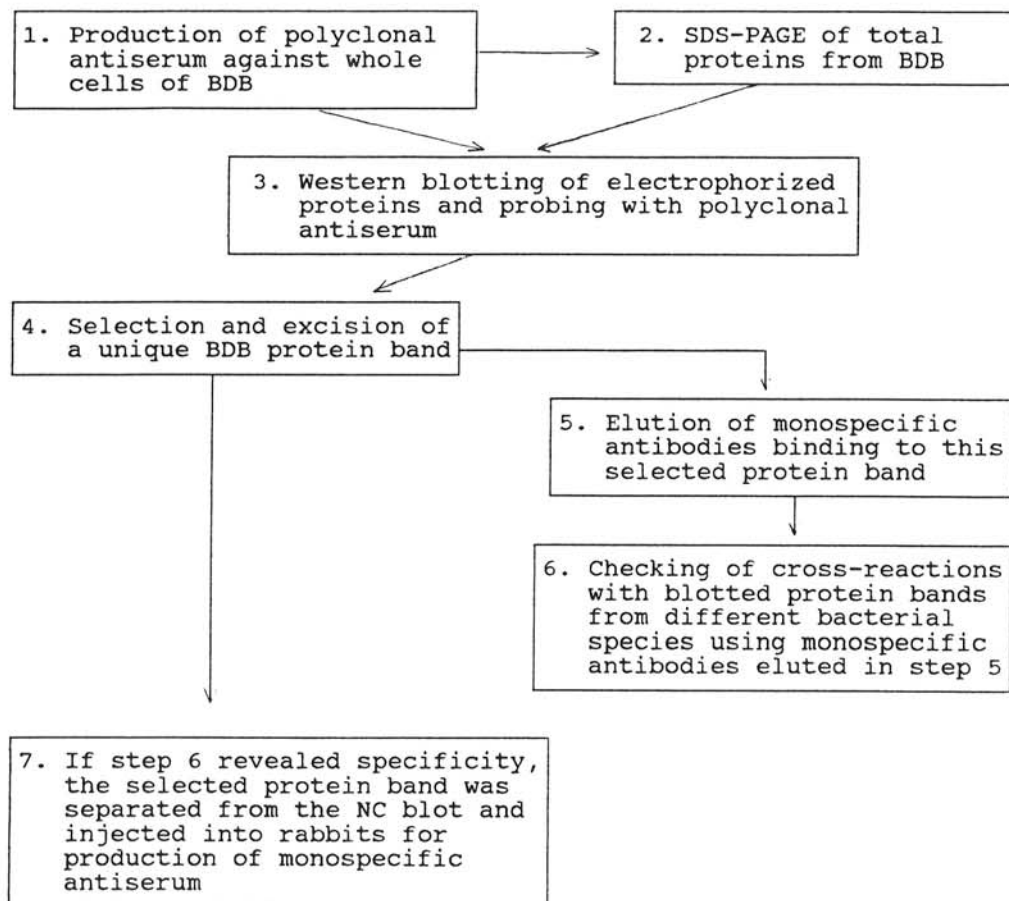 1. Production of polyclonal
antiserum against whole
cells of BDB
2. SDS-PAGE of total
proteins from BDB
3. Western blotting of electrophorized
proteins and probing with polyclonal
antiserum
4. Selection and excision of
a unique BDB protein band
5. Elution of monospecific
antibodies binding to this
selected protein band
6. Checking of cross-reactions
with blotted protein bands
from different bacterial
species using monospecific
antibodies eluted in step 5
7. If step 6 revealed specificity,
the selected protein band was
separated from the NC blot and
injected into rabbits for
production of monospecific
antiserum